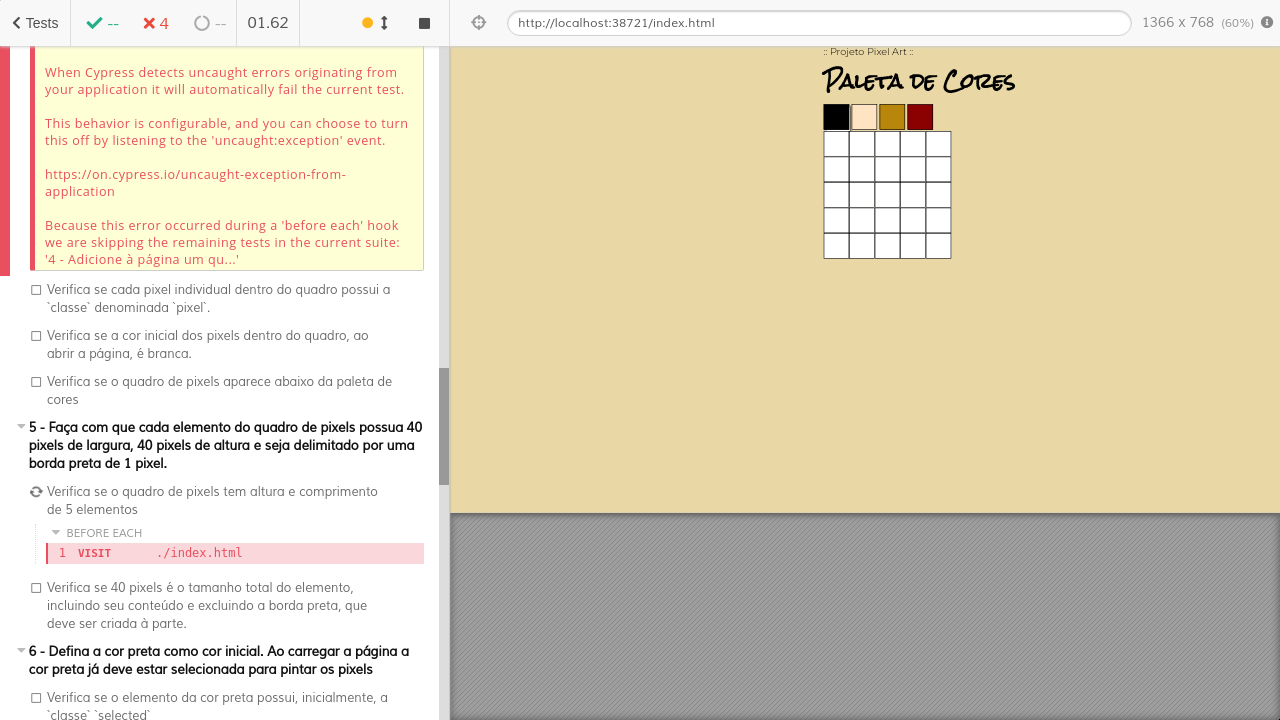 Tests
--
4
--
01.62
http://localhost:38721/index.html
1366 x 768 (60%)
When Cypress detects uncaught errors originating from
your application it will automatically fail the current test.
This behavior is configurable, and you can choose to turn
this off by listening to the 'uncaught:exception' event.
https://on.cypress.io/uncaught-exception-from-
application
Because this error occurred during a 'before each' hook
we are skipping the remaining tests in the current suite:
'4 - Adicione à página um qu...'
Verifica se cada pixel individual dentro do quadro possui a
`classe` denominada `pixel`.
Verifica se a cor inicial dos pixels dentro do quadro, ao
abrir a página, é branca.
Verifica se o quadro de pixels aparece abaixo da paleta de
cores
5 - Faça com que cada elemento do quadro de pixels possua 40
pixels de largura, 40 pixels de altura e seja delimitado por uma
borda preta de 1 pixel.
Verifica se o quadro de pixels tem altura e comprimento
de 5 elementos
BEFORE EACH
1 VISIT ./index.html
Verifica se 40 pixels é o tamanho total do elemento,
incluindo seu conteúdo e excluindo a borda preta, que
deve ser criada à parte.
6 - Defina a cor preta como cor inicial. Ao carregar a página a
cor preta já deve estar selecionada para pintar os pixels
Verifica se o elemento da cor preta possui, inicialmente, a
`classe` `selected`
:: Projeto Pixel Art ::
Paleta de Cores